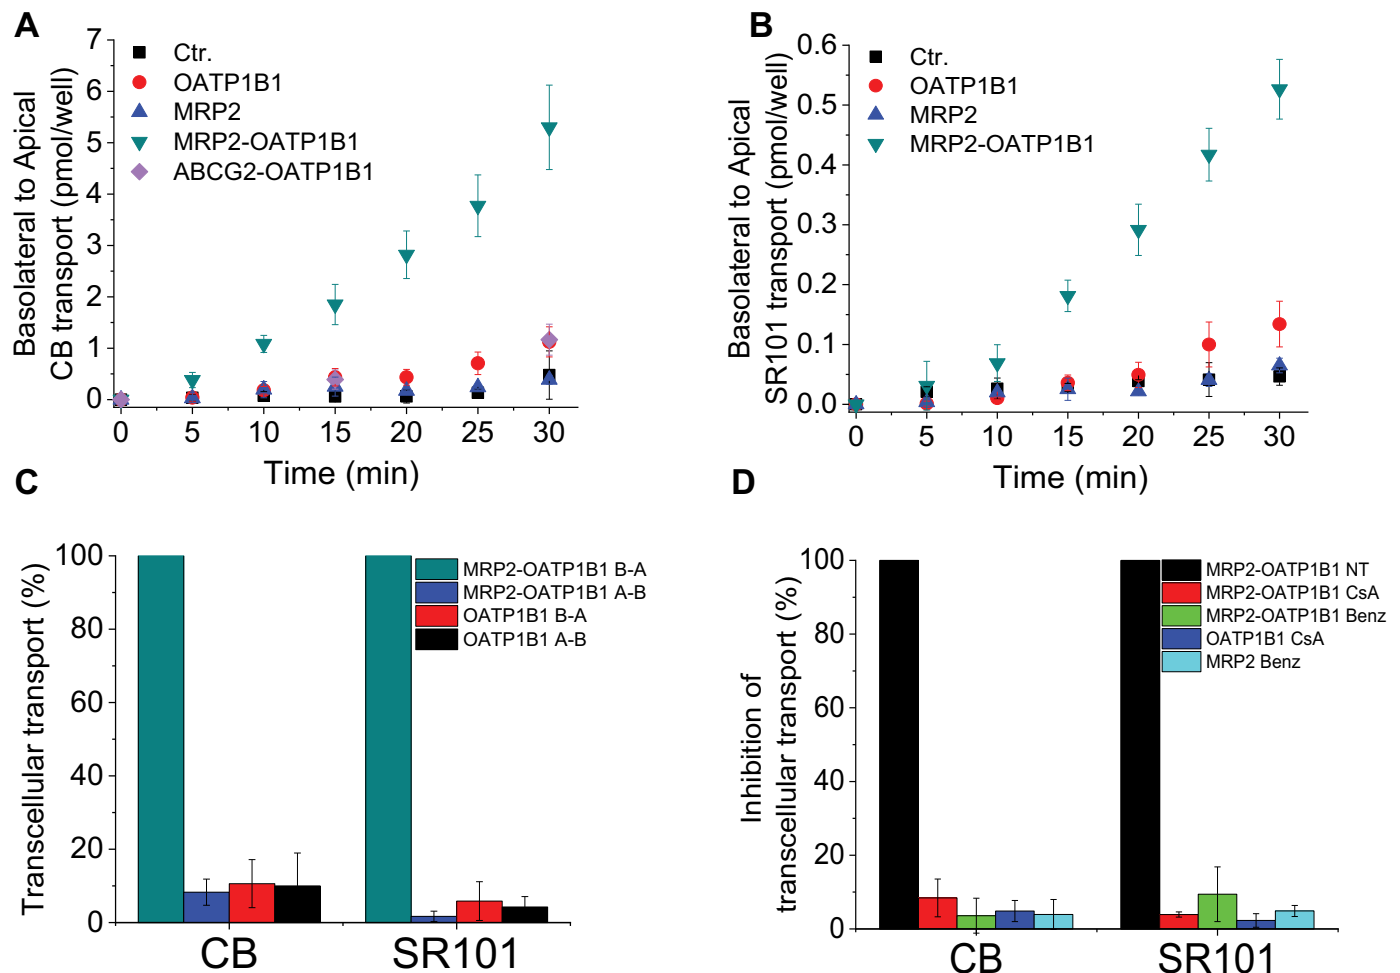 A
Basolateral to Apical
CB transport (pmol/well)
7
6
5
4
3
2
1
0
Ctr.
OATP1B1
MRP2
MRP2-OATP1B1
ABCG2-OATP1B1
0 5 10 15 20 25 30
Time (min)
B
Basolateral to Apical
SR101 transport (pmol/well)
0.6
0.5
0.4
0.3
0.2
0.1
0.0
Ctr.
OATP1B1
MRP2
MRP2-OATP1B1
0 5 10 15 20 25 30
Time (min)
C
Transcellular transport (%)
100
80
60
40
20
0
MRP2-OATP1B1 B-A
MRP2-OATP1B1 A-B
OATP1B1 B-A
OATP1B1 A-B
CB SR101
D
Inhibition of
transcellular transport (%)
100
80
60
40
20
0
MRP2-OATP1B1 NT
MRP2-OATP1B1 CsA
MRP2-OATP1B1 Benz
OATP1B1 CsA
MRP2 Benz
CB SR101